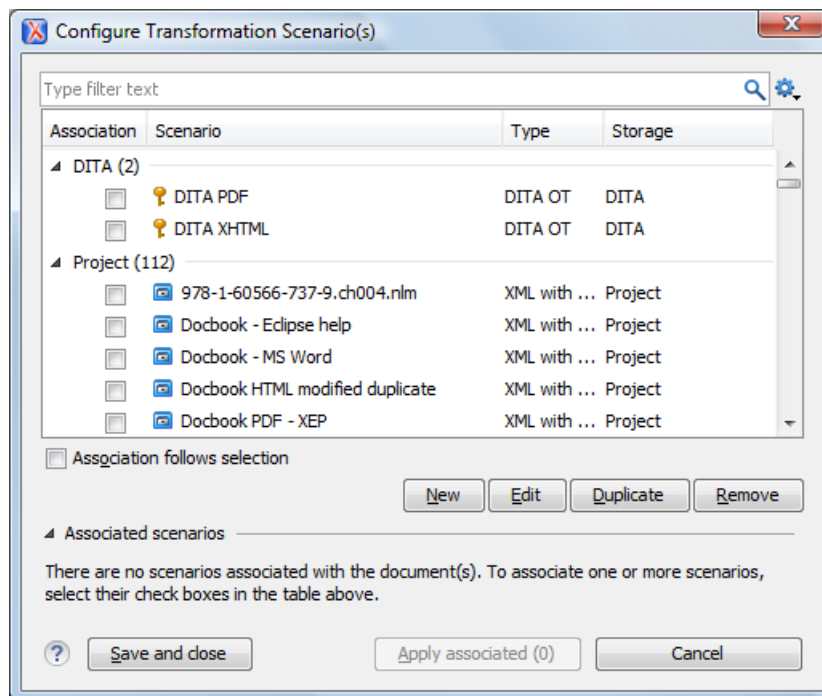 Configure Transformation Scenario(s)
Type filter text
Association Scenario Type Storage
DITA (2)
DITA PDF DITA OT DITA
DITA XHTML DITA OT DITA
Project (112)
978-1-60566-737-9.ch004.nlm XML with ... Project
Docbook - Eclipse help XML with ... Project
Docbook - MS Word XML with ... Project
Docbook HTML modified duplicate XML with ... Project
Docbook PDF - XEP XML with ... Project
Association follows selection
New Edit Duplicate Remove
Associated scenarios
There are no scenarios associated with the document(s). To associate one or more scenarios,
select their check boxes in the table above.
? Save and close Apply associated (0) Cancel